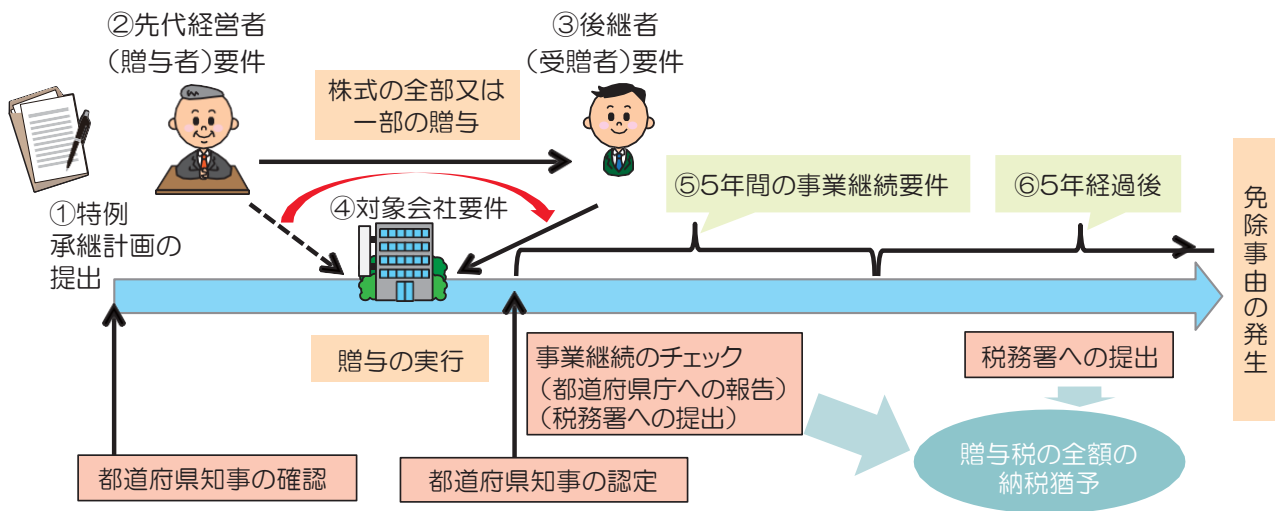 ②先代経営者
(贈与者)要件
③後継者
(受贈者)要件
株式の全部又は
一部の贈与
①特例
承継計画の
提出
④対象会社要件
⑤5年間の事業継続要件
⑥5年経過後
免除事由の発生
贈与の実行
事業継続のチェック
(都道府県庁への報告)
(税務署への提出)
税務署への提出
都道府県知事の確認
都道府県知事の認定
贈与税の全額の
納税猶予